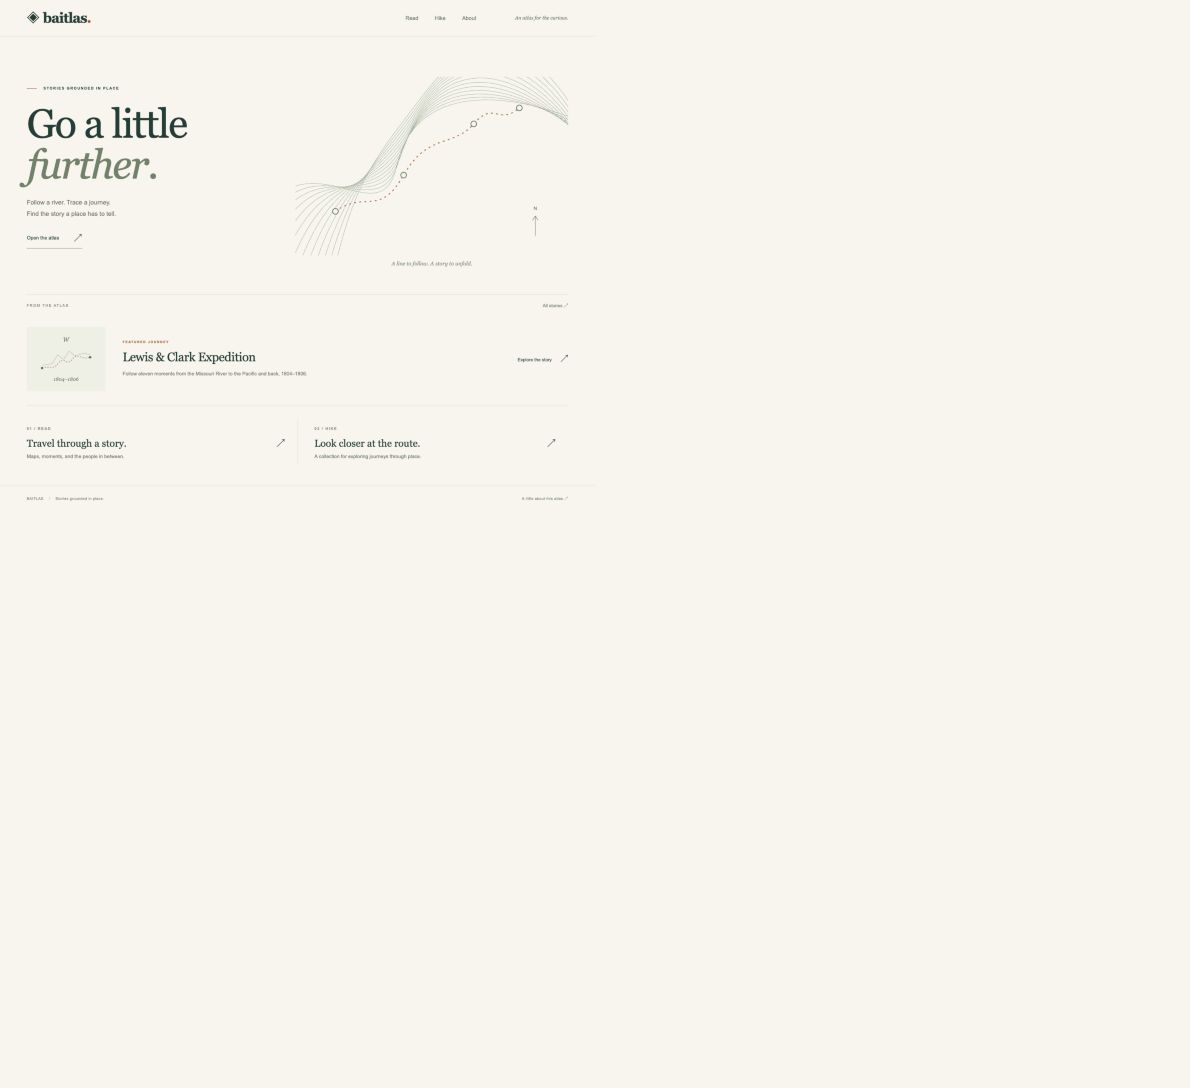 baitlas.
Read
Hike
About
An atlas for the curious.
STORIES GROUNDED IN PLACE
Go a little
further.
Follow a river. Trace a journey.
Find the story a place has to tell.
Open the atlas
N
A line to follow. A story to unfold.
FROM THE ATLAS
All stories
W
1804–1806
FEATURED JOURNEY
Lewis & Clark Expedition
Follow eleven moments from the Missouri River to the Pacific and back, 1804–1806.
Explore the story
01 / READ
Travel through a story.
Maps, moments, and the people in between.
02 / HIKE
Look closer at the route.
A collection for exploring journeys through place.
BAITLAS / Stories grounded in place.
A little about this atlas